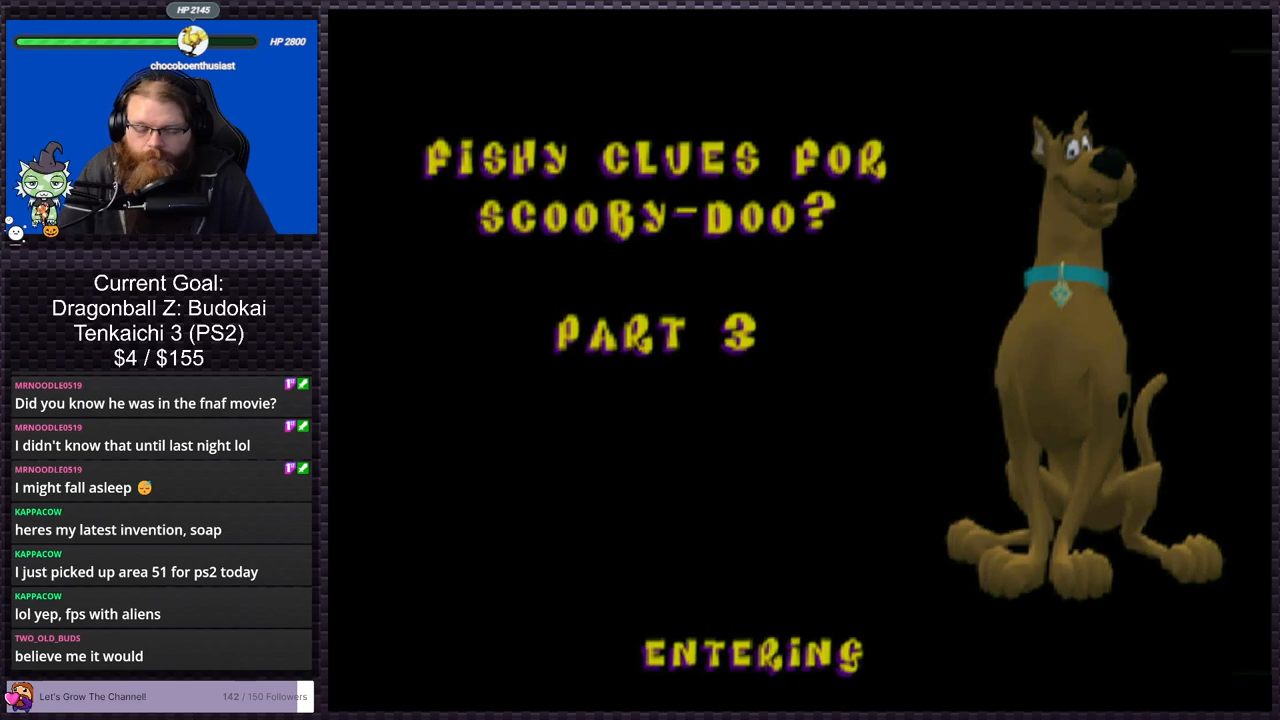 HP 2145
HP 2800
chocoboenthusiast
Current Goal:
Dragonball Z: Budokai
Tenkaichi 3 (PS2)
$4 / $155
MRNOODLE0519
Did you know he was in the fnaf movie?
MRNOODLE0519
I didn't know that until last night lol
MRNOODLE0519
I might fall asleep 😴
KAPPACOW
heres my latest invention, soap
KAPPACOW
I just picked up area 51 for ps2 today
KAPPACOW
lol yep, fps with aliens
TWO_OLD_BUDS
believe me it would
Let's Grow The Channel!
142 / 150 Followers
FISHY CLUES FOR
SCOOBY-DOO?
PART 3
ENTERING